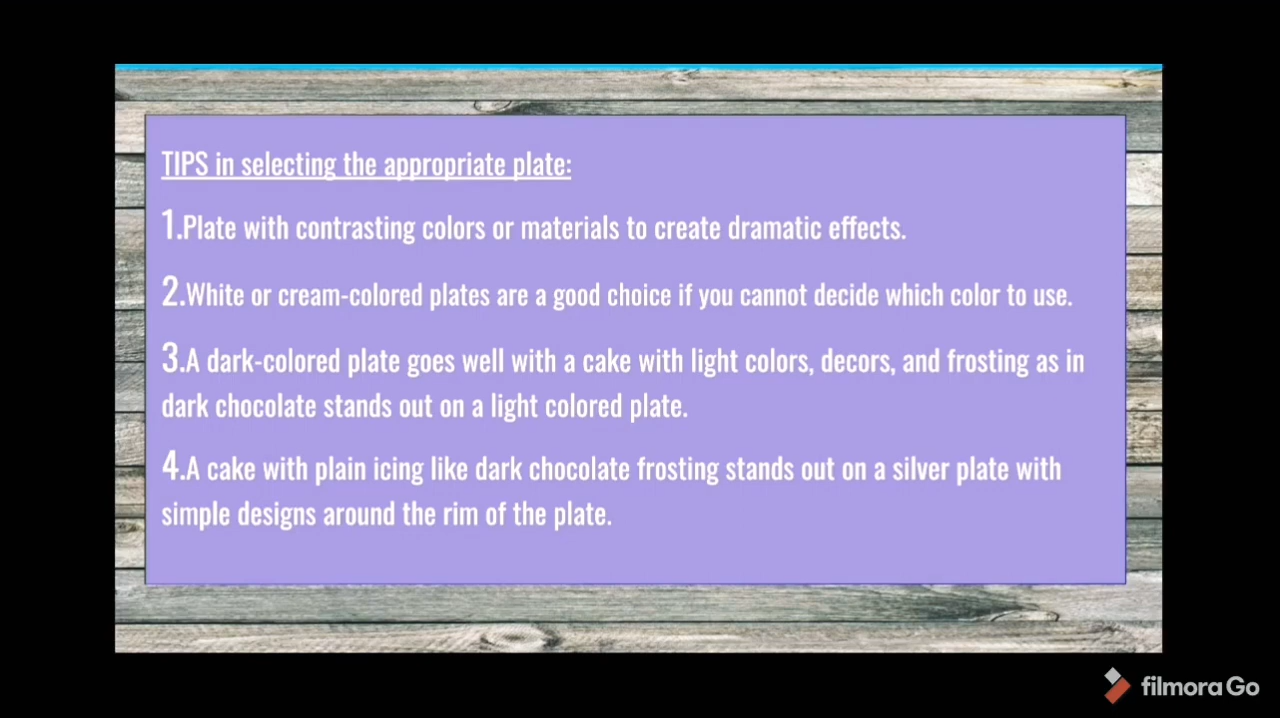 TIPS in selecting the appropriate plate:
1.Plate with contrasting colors or materials to create dramatic effects.
2.White or cream-colored plates are a good choice if you cannot decide which color to use.
3.A dark-colored plate goes well with a cake with light colors, decors, and frosting as in
dark chocolate stands out on a light colored plate.
4.A cake with plain icing like dark chocolate frosting stands out on a silver plate with
simple designs around the rim of the plate.
filmora Go